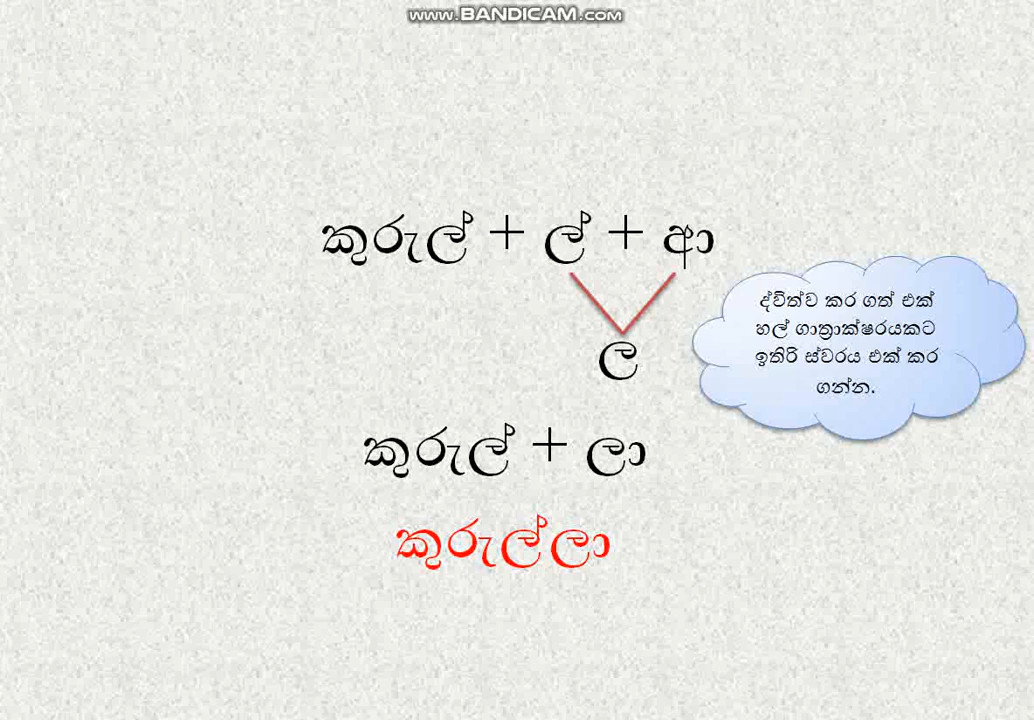 www.BANDICAM.com
කුරුල් + ල් + ආ
ල
ද්විත්ව කර ගත් එක්
හල් ගාත්‍රාක්ෂරයකට
ඉතිරි ස්වරය එක් කර
ගන්න.
කුරුල් + ලා
කුරුල්ලා